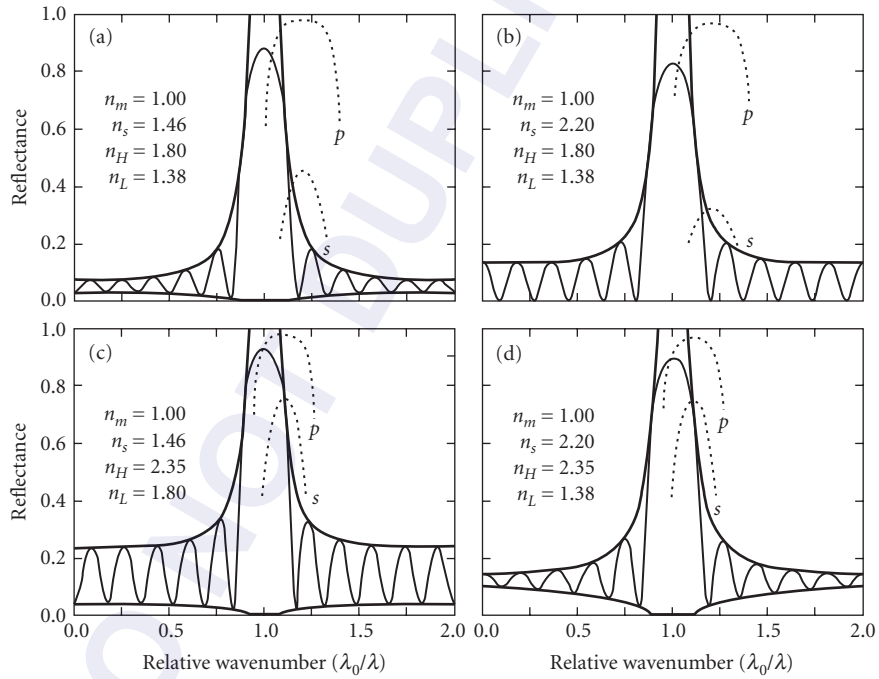 1.0
0.8
0.6
0.4
0.2
0.0
Reflectance
(a)
n_m = 1.00
n_s = 1.46
n_H = 1.80
n_L = 1.38
p
s
(b)
n_m = 1.00
n_s = 2.20
n_H = 1.80
n_L = 1.38
p
s
1.0
0.8
0.6
0.4
0.2
0.0
Reflectance
(c)
n_m = 1.00
n_s = 1.46
n_H = 2.35
n_L = 1.80
p
s
(d)
n_m = 1.00
n_s = 2.20
n_H = 2.35
n_L = 1.38
p
s
0.0 0.5 1.0 1.5 2.0
0.0 0.5 1.0 1.5 2.0
Relative wavenumber (λ₀/λ)
Relative wavenumber (λ₀/λ)
DO NOT DUPLI